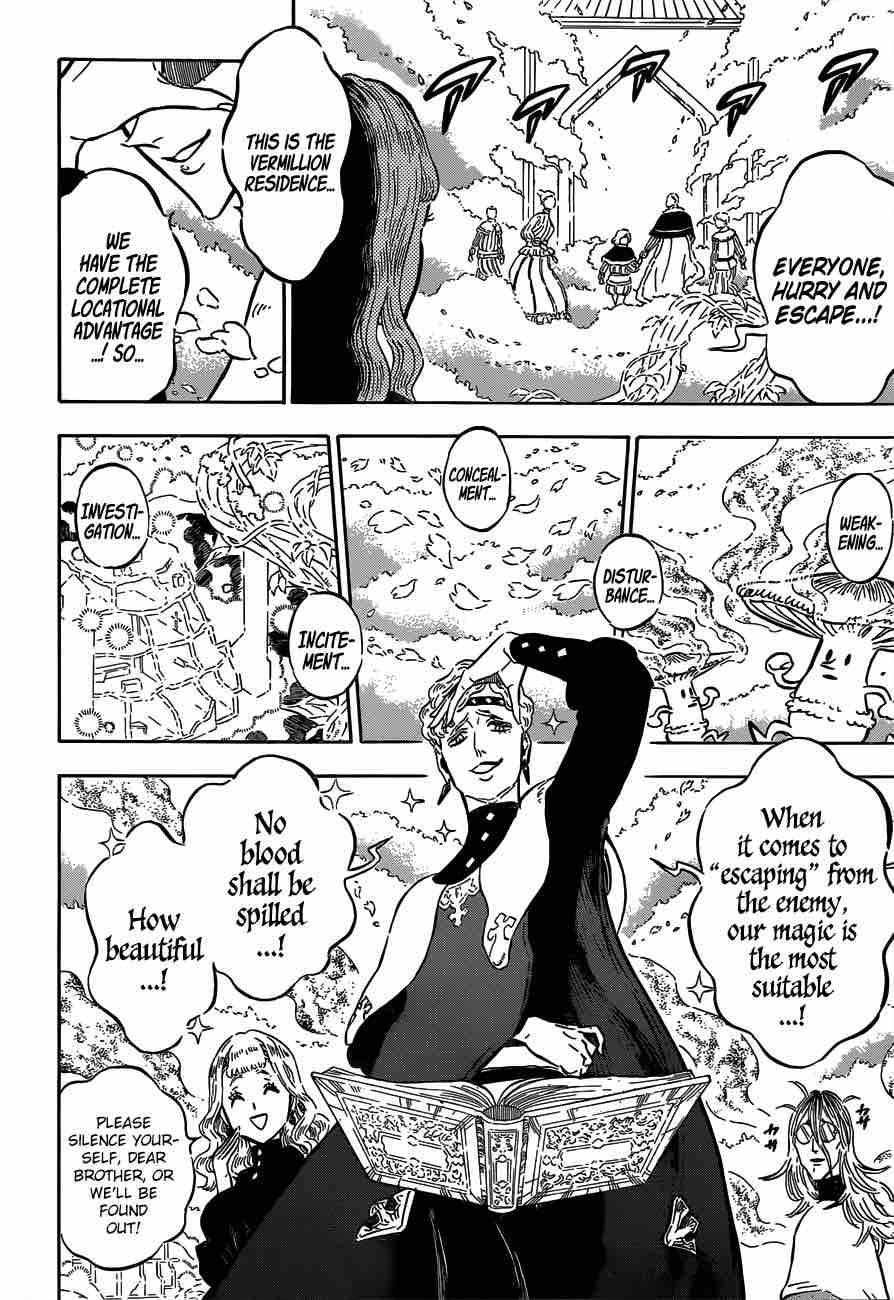 EVERYONE,
HURRY AND
ESCAPE...!
THIS IS THE
VERMILLION
RESIDENCE...
WE
HAVE THE
COMPLETE
LOCATIONAL
ADVANTAGE
...! SO...
WEAK-
ENING...
DISTUR-
BANCE...
CONCEAL-
MENT...
INCITE-
MENT...
INVESTI-
GATION...
When
it comes to
"escaping" from
the enemy,
our magic is
the most
suitable
...!
No
blood
shall be
spilled
...!
How
beautiful
...!
PLEASE
SILENCE YOUR-
SELF, DEAR
BROTHER, OR
WE'LL BE
FOUND
OUT!